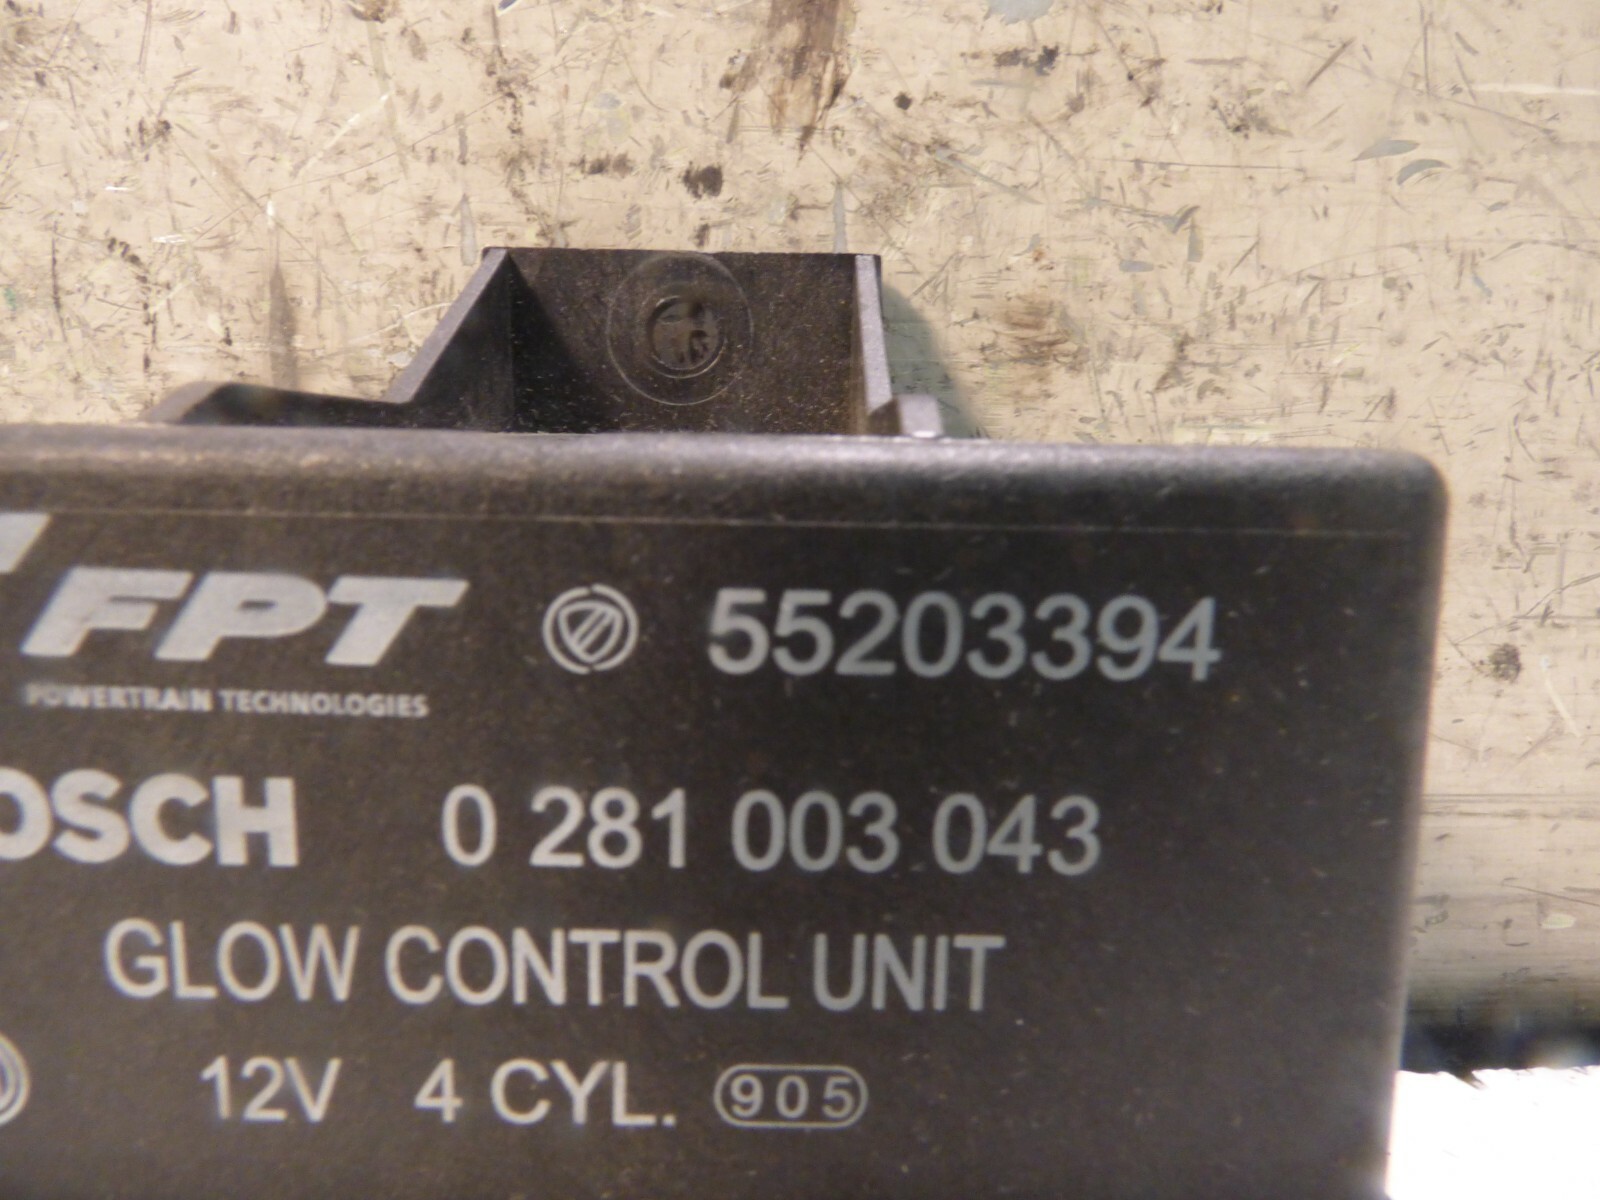 FPT 55203394
POWERTRAIN TECHNOLOGIES
OSCH 0 281 003 043
GLOW CONTROL UNIT
12V 4 CYL. 905